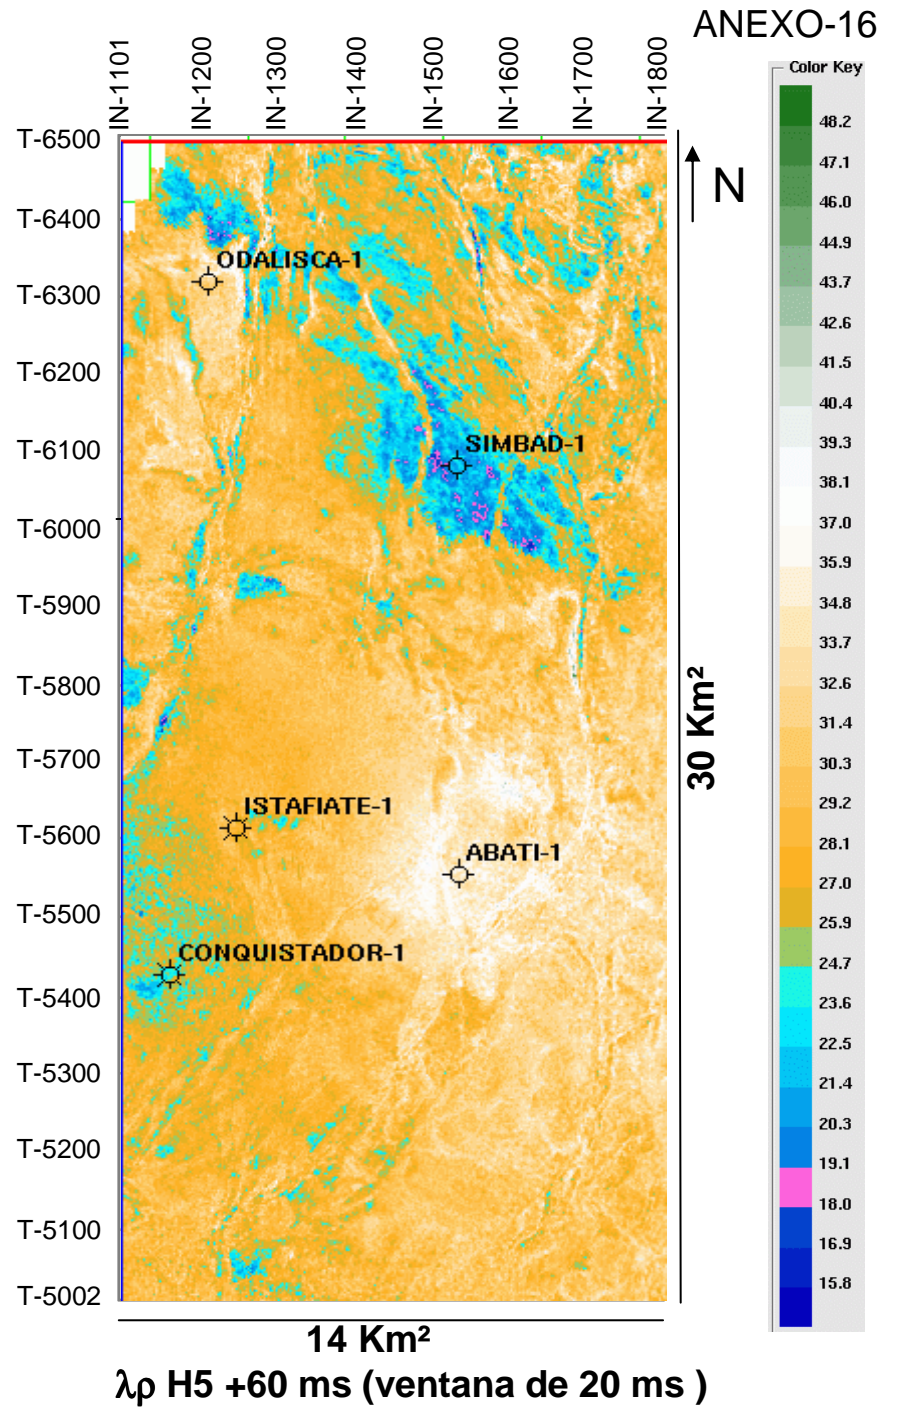 ANEXO-16
IN-1101
IN-1200
IN-1300
IN-1400
IN-1500
IN-1600
IN-1700
IN-1800
Color Key
T-6500
T-6400
T-6300
T-6200
T-6100
T-6000
T-5900
T-5800
T-5700
T-5600
T-5500
T-5400
T-5300
T-5200
T-5100
T-5002
N
ODALISCA-1
SIMBAD-1
ISTAFIATE-1
ABATI-1
CONQUISTADOR-1
30 Km²
48.2
47.1
46.0
44.9
43.7
42.6
41.5
40.4
39.3
38.1
37.0
35.9
34.8
33.7
32.6
31.4
30.3
29.2
28.1
27.0
25.9
24.7
23.6
22.5
21.4
20.3
19.1
18.0
16.9
15.8
14 Km²
λρ H5 +60 ms (ventana de 20 ms )